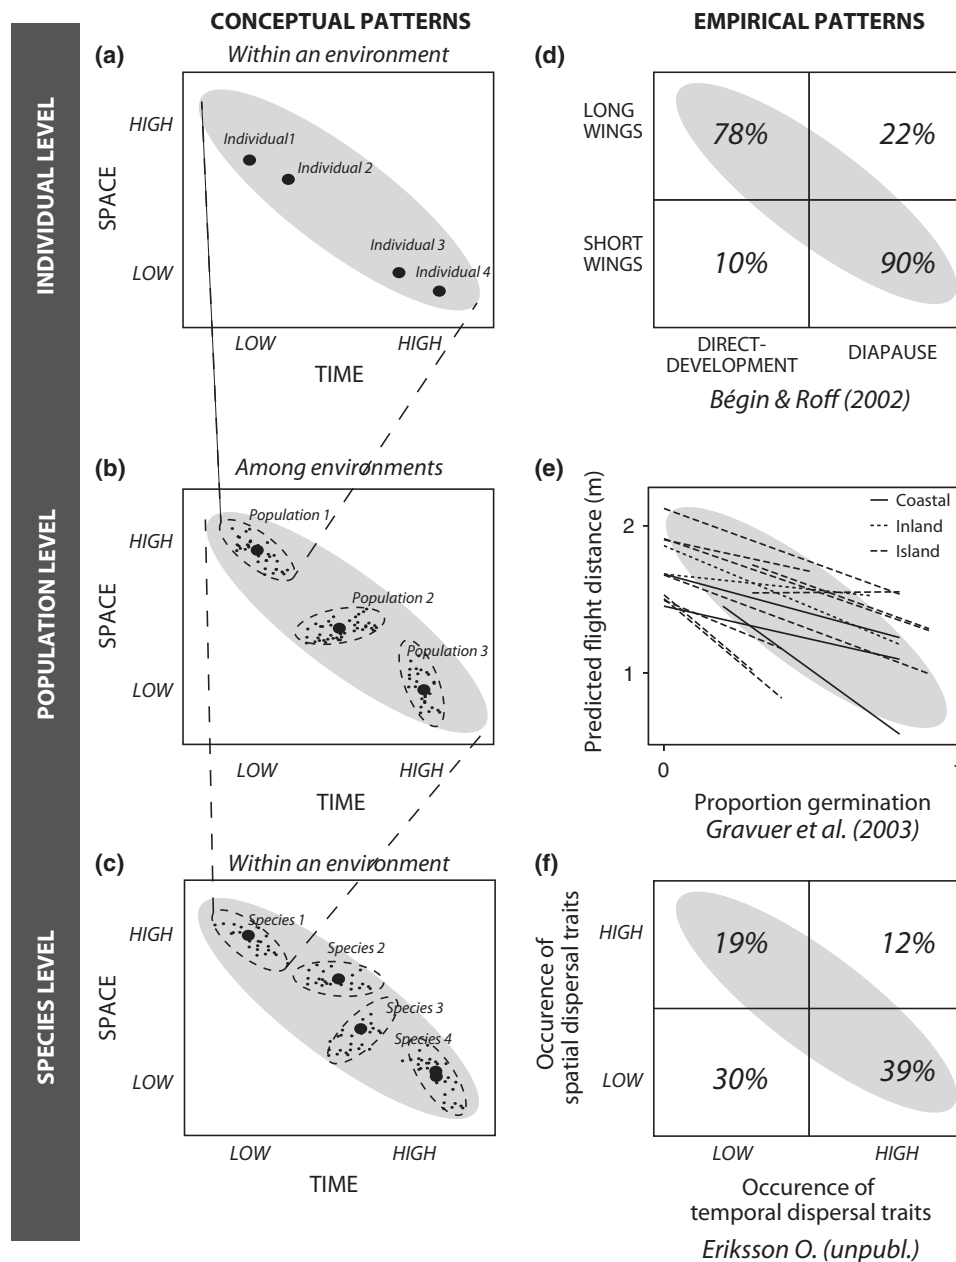 CONCEPTUAL PATTERNS
EMPIRICAL PATTERNS
INDIVIDUAL LEVEL
POPULATION LEVEL
SPECIES LEVEL
(a)
Within an environment
HIGH
SPACE
LOW
Individual1
Individual 2
Individual 3
Individual 4
LOW
HIGH
TIME
(d)
LONG
WINGS
SHORT
WINGS
78%
22%
10%
90%
DIRECT-
DEVELOPMENT
DIAPAUSE
Bégin & Roff (2002)
(b)
Among environments
HIGH
SPACE
LOW
Population 1
Population 2
Population 3
LOW
HIGH
TIME
(e)
Predicted flight distance (m)
2
1
Coastal
Inland
Island
0
1
Proportion germination
Gravuer et al. (2003)
(c)
Within an environment
HIGH
SPACE
LOW
Species 1
Species 2
Species 3
Species 4
LOW
HIGH
TIME
(f)
Occurence of
spatial dispersal traits
HIGH
LOW
19%
12%
30%
39%
LOW
HIGH
Occurence of
temporal dispersal traits
Eriksson O. (unpubl.)